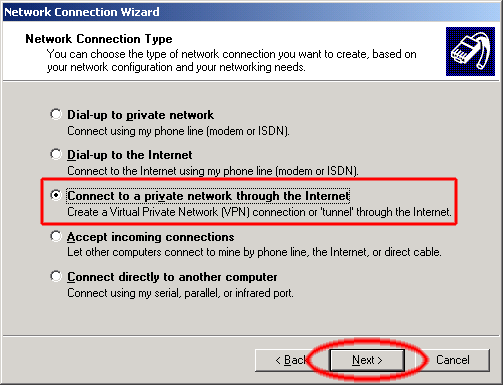 Network Connection Wizard
Network Connection Type
You can choose the type of network connection you want to create, based on
your network configuration and your networking needs.
Dial-up to private network
Connect using my phone line (modem or ISDN).
Dial-up to the Internet
Connect to the Internet using my phone line (modem or ISDN).
Connect to a private network through the Internet
Create a Virtual Private Network (VPN) connection or 'tunnel' through the Internet.
Accept incoming connections
Let other computers connect to mine by phone line, the Internet, or direct cable.
Connect directly to another computer
Connect using my serial, parallel, or infrared port.
< Back Next > Cancel